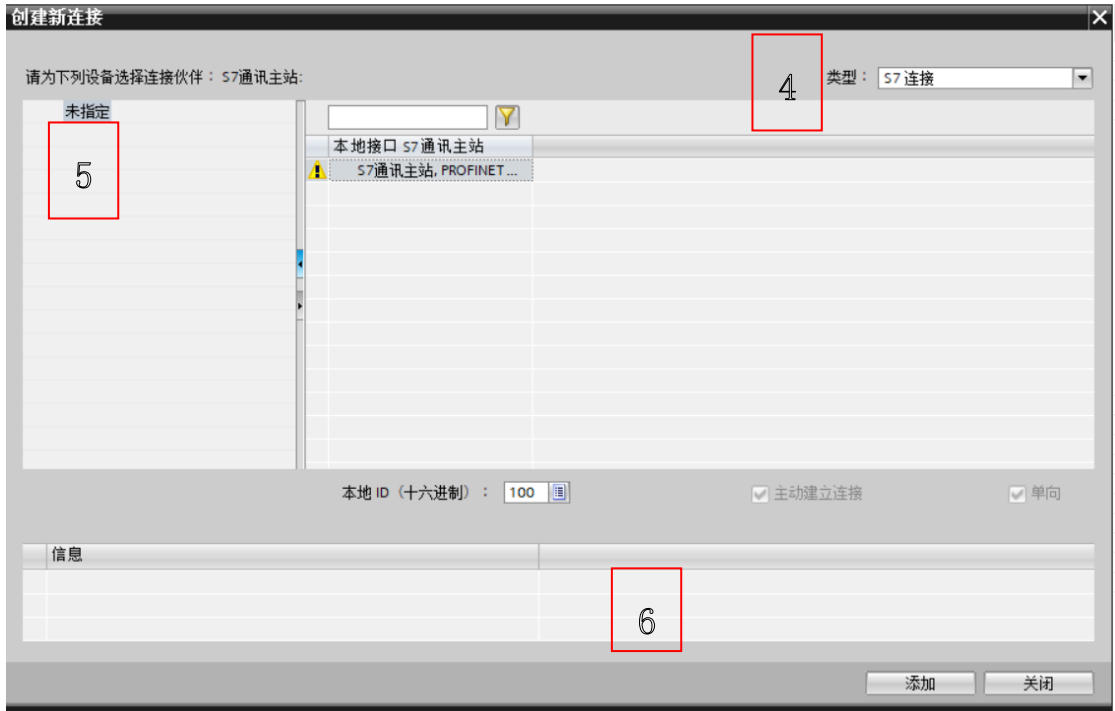 创建新连接
请为下列设备选择连接伙伴： S7通讯主站:
4
类型： S7 连接
未指定
5
本地接口 S7 通讯主站
S7通讯主站, PROFINET ...
本地 ID（十六进制）： 100
主动建立连接
单向
信息
6
添加
关闭